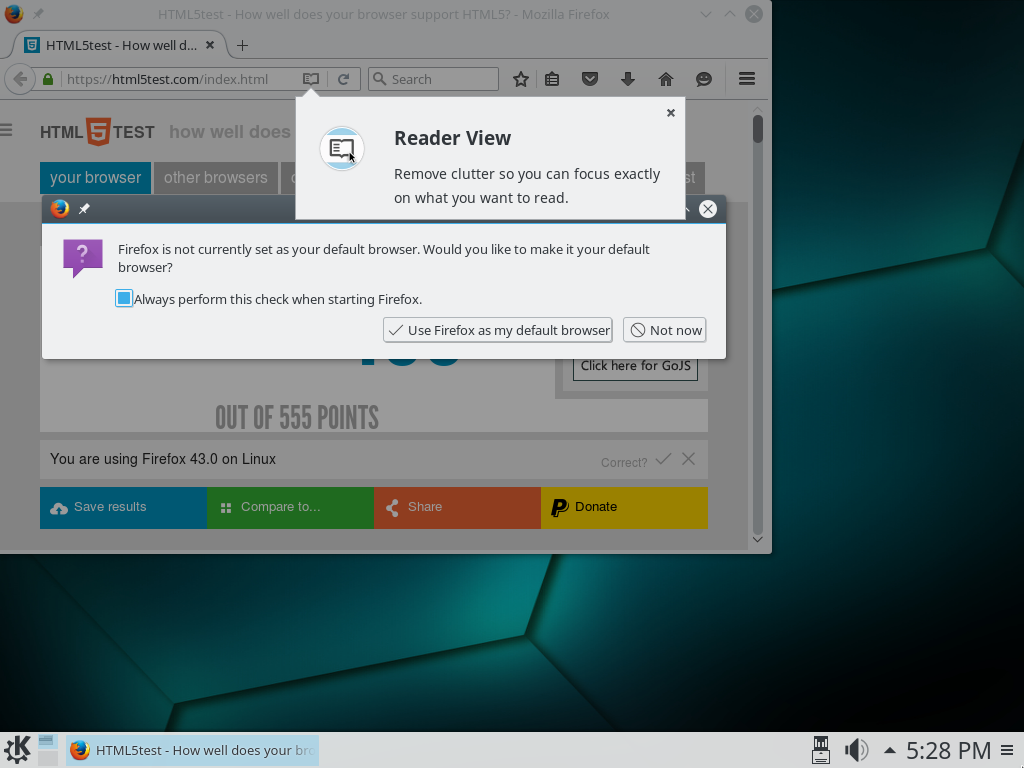 HTML5test - How well does your browser support HTML5? - Mozilla Firefox
HTML5test - How well d...
https://html5test.com/index.html
Search
HTML 5 TEST how well does
Reader View
Remove clutter so you can focus exactly
on what you want to read.
your browser
other browsers
Firefox is not currently set as your default browser. Would you like to make it your default
browser?
Always perform this check when starting Firefox.
Use Firefox as my default browser
Not now
Click here for GoJS
OUT OF 555 POINTS
You are using Firefox 43.0 on Linux
Correct?
Save results
Compare to...
Share
Donate
HTML5test - How well does your
5:28 PM